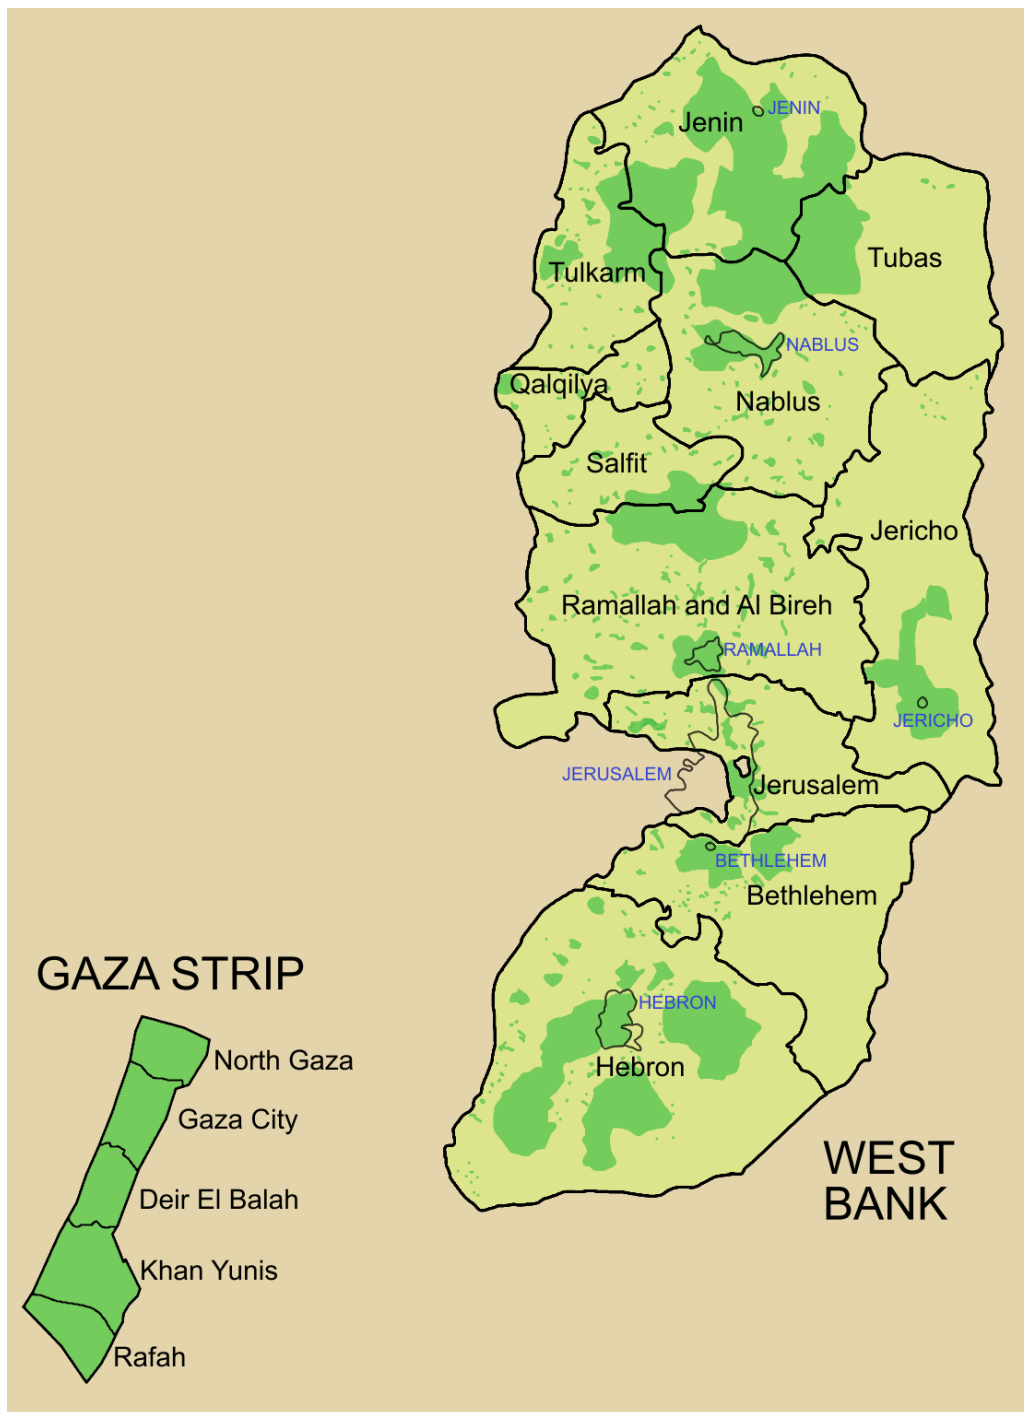 JENIN
Jenin
Tubas
Tulkarm
NABLUS
Qalqilya
Nablus
Salfit
Jericho
Ramallah and Al Bireh
RAMALLAH
JERICHO
JERUSALEM
Jerusalem
BETHLEHEM
Bethlehem
GAZA STRIP
HEBRON
North Gaza
Hebron
Gaza City
WEST
BANK
Deir El Balah
Khan Yunis
Rafah